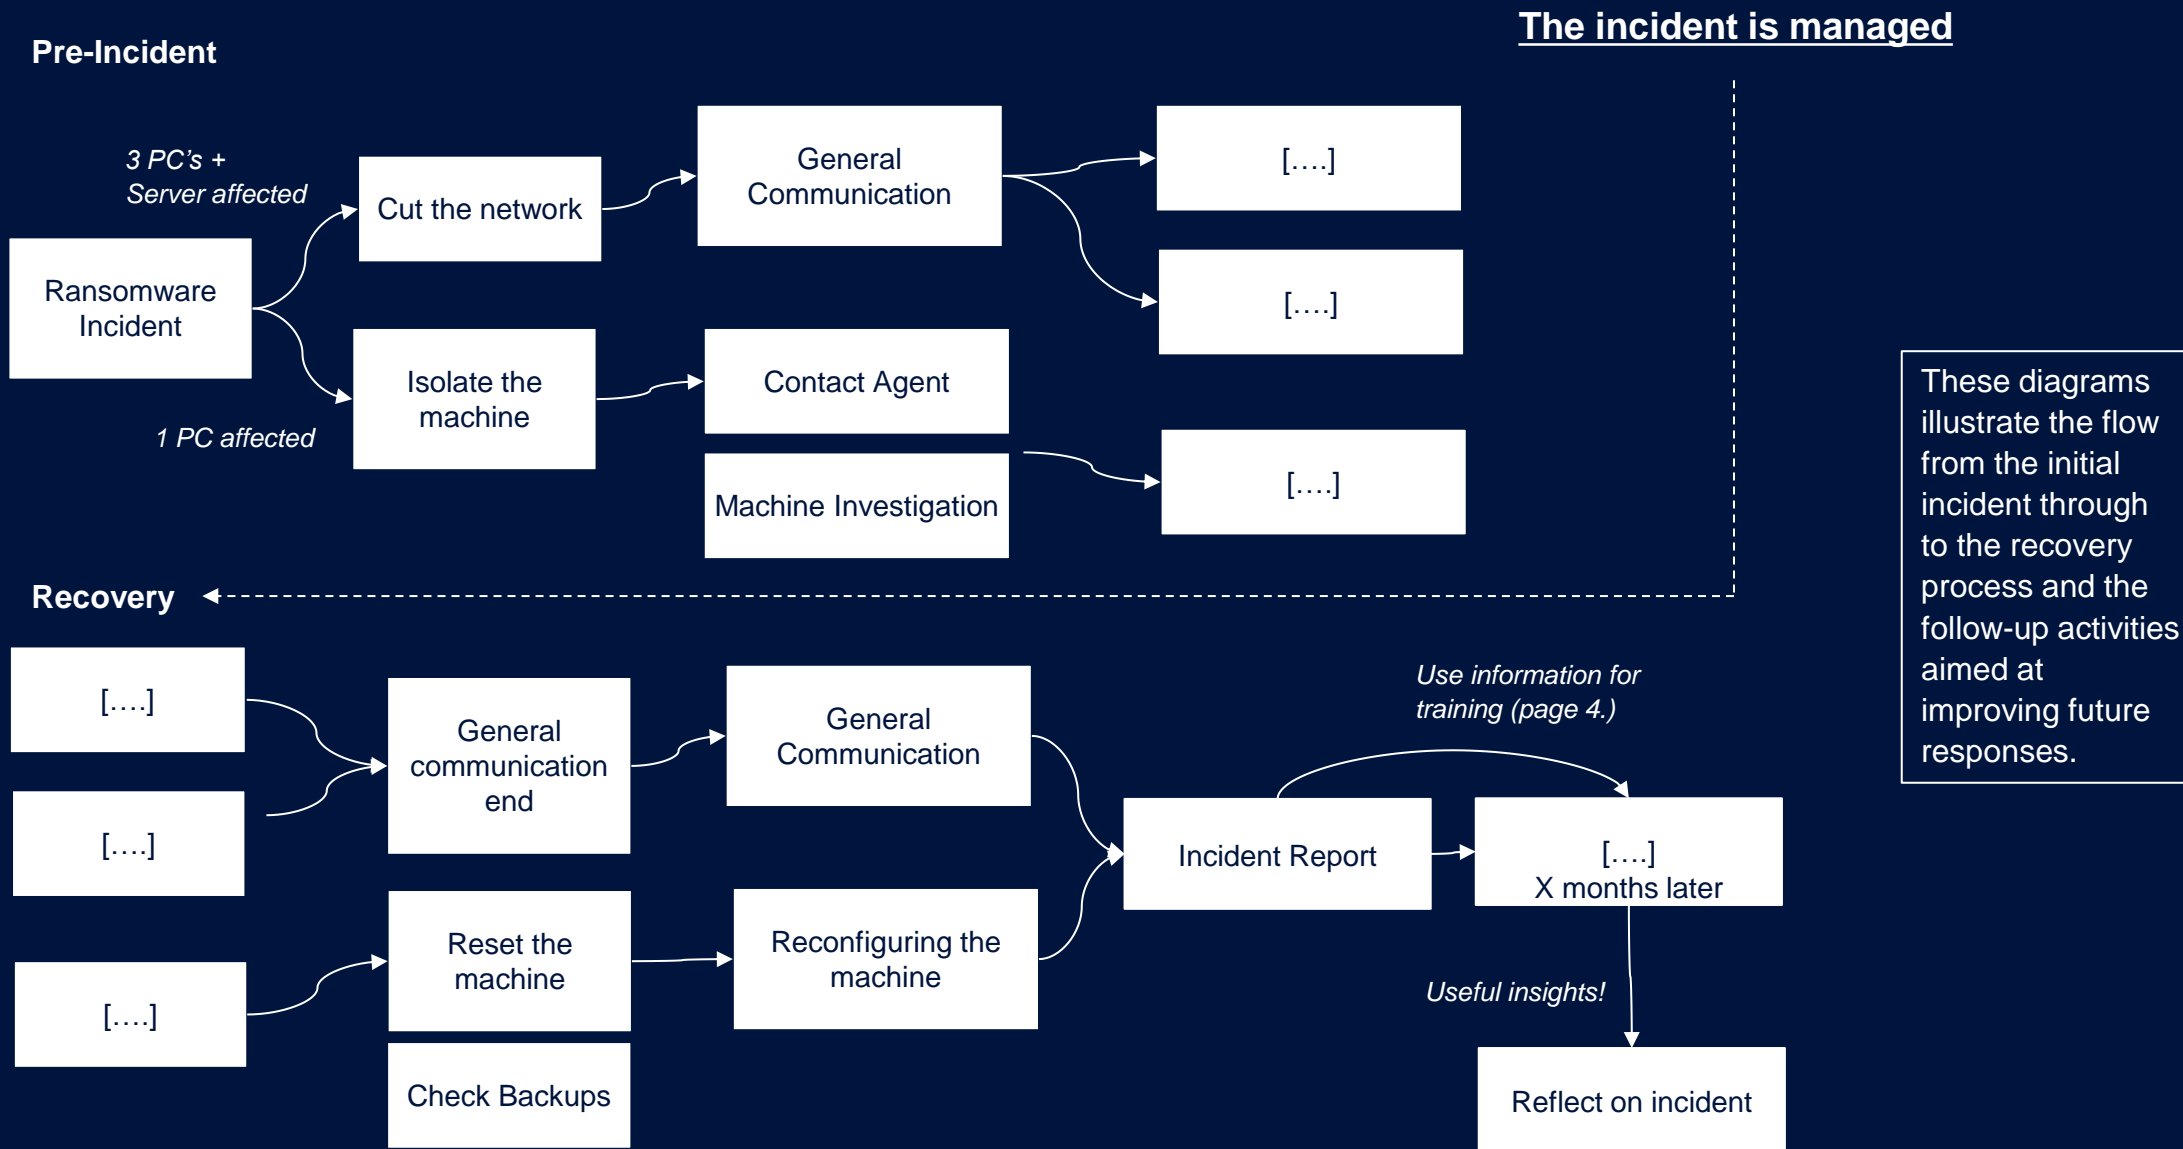 The incident is managed
Pre-Incident
3 PC’s +
Server affected
Ransomware
Incident
1 PC affected
Cut the network
Isolate the
machine
General
Communication
Contact Agent
Machine Investigation
[….]
[….]
[….]
These diagrams
illustrate the flow
from the initial
incident through
to the recovery
process and the
follow-up activities
aimed at
improving future
responses.
Recovery
[….]
[….]
[….]
General
communication
end
Reset the
machine
Check Backups
General
Communication
Reconfiguring the
machine
Incident Report
Use information for
training (page 4.)
[….]
X months later
Useful insights!
Reflect on incident